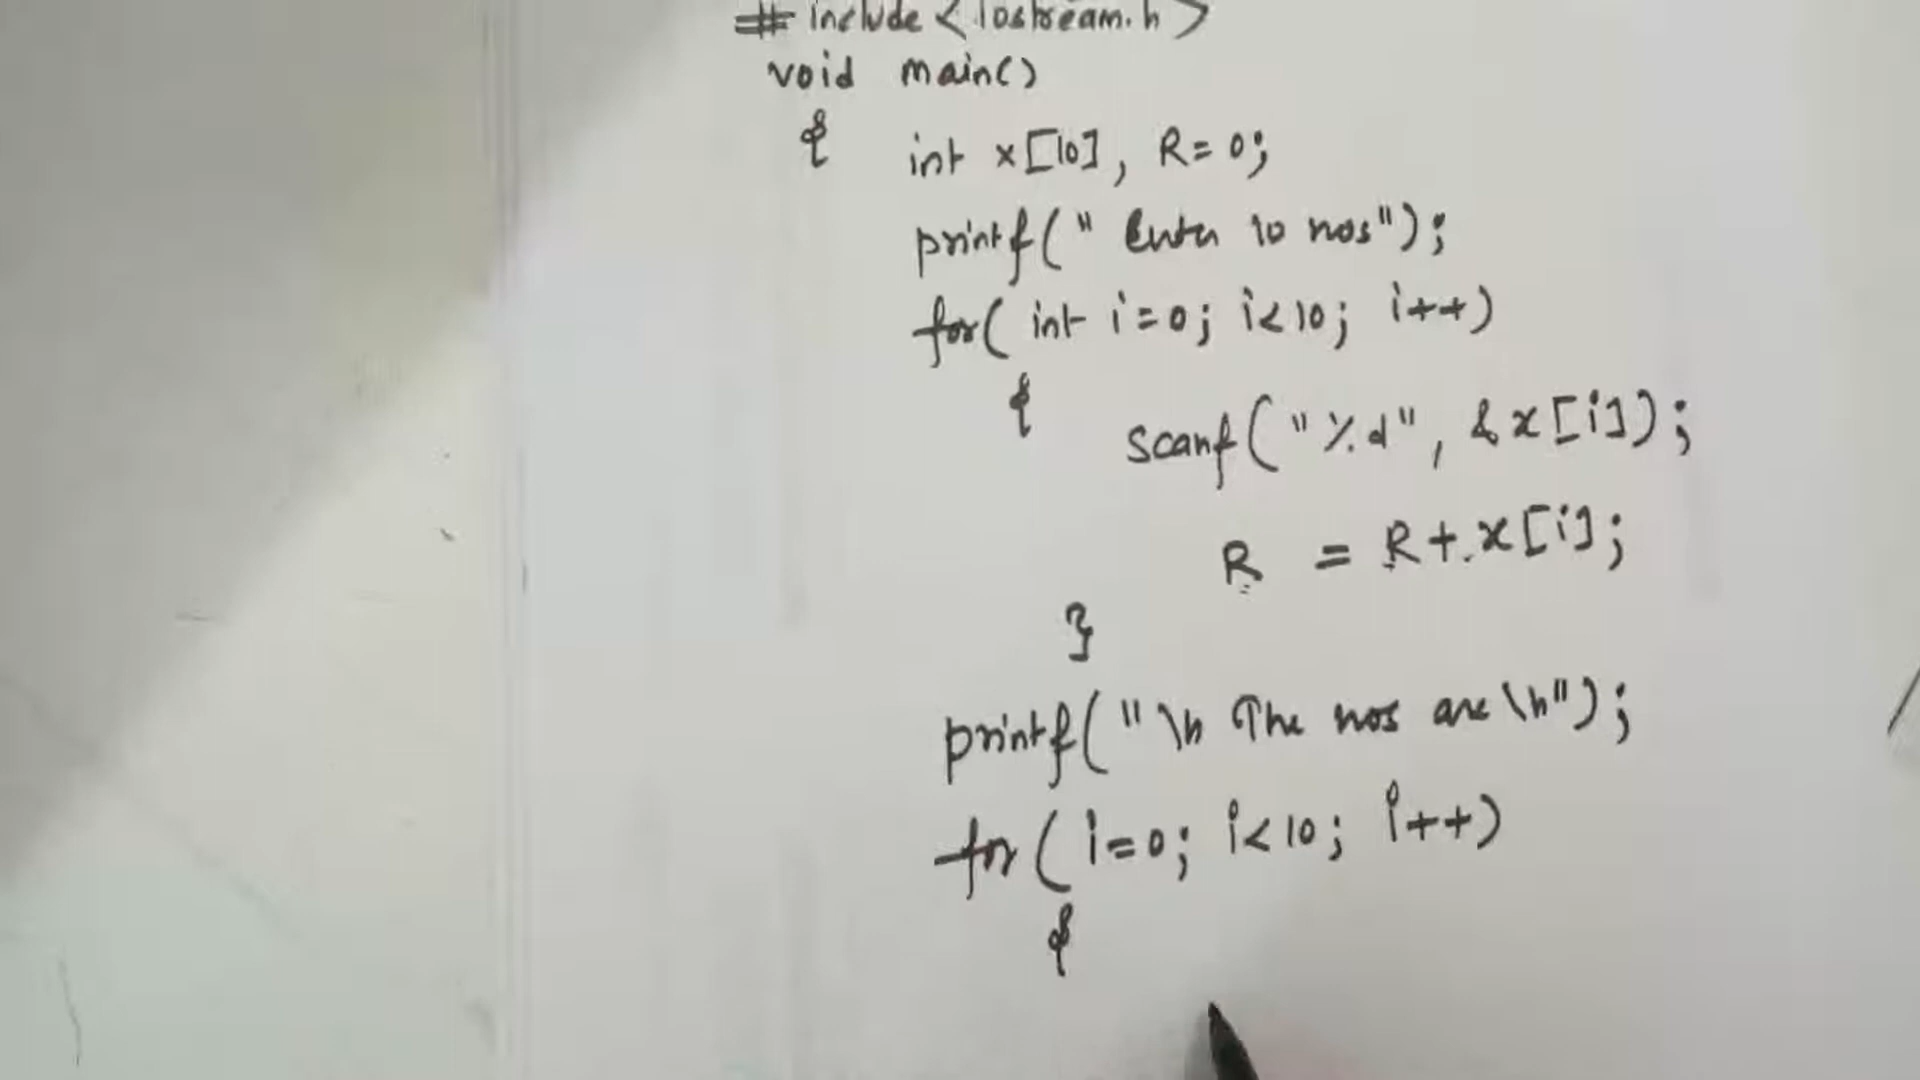 # include <iostream.h>
void main()
{ int x[10], R=0;
printf(" Enter 10 nos");
for( int i=0; i<10; i++)
{ scanf("%d", &x[i]);
R = R+x[i];
}
printf("\n The nos are \n");
for( i=0; i<10; i++)
{